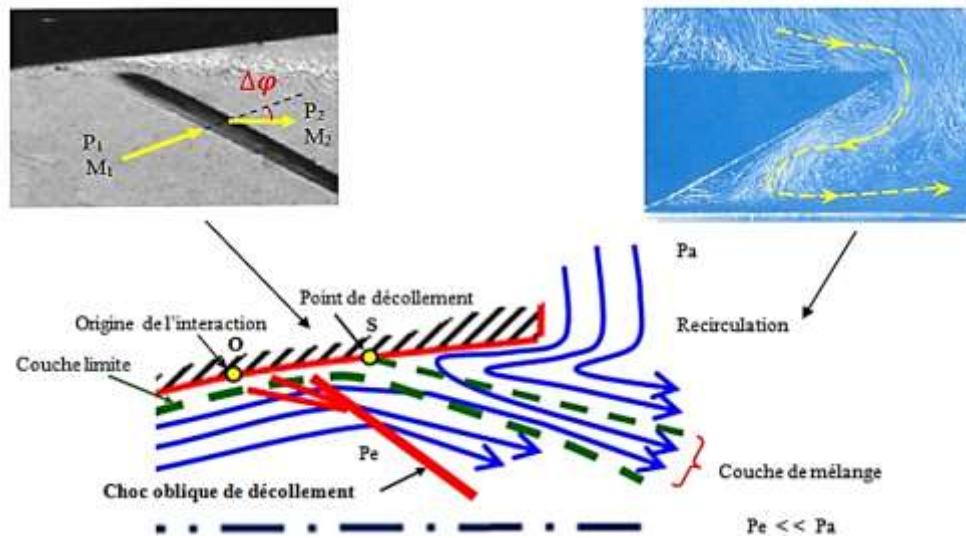 Δφ
P₁
M₁
P₂
M₂
Pa
Point de décollement
S
Recirculation
Origine de l'interaction
O
Couche limite
Pe
Choc oblique de décollement
Couche de mélange
Pe << Pa